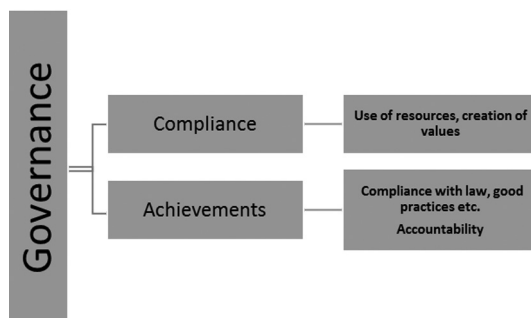 Governance
Compliance
Use of resources, creation of
values
Achievements
Compliance with law, good
practices etc.
Accountability